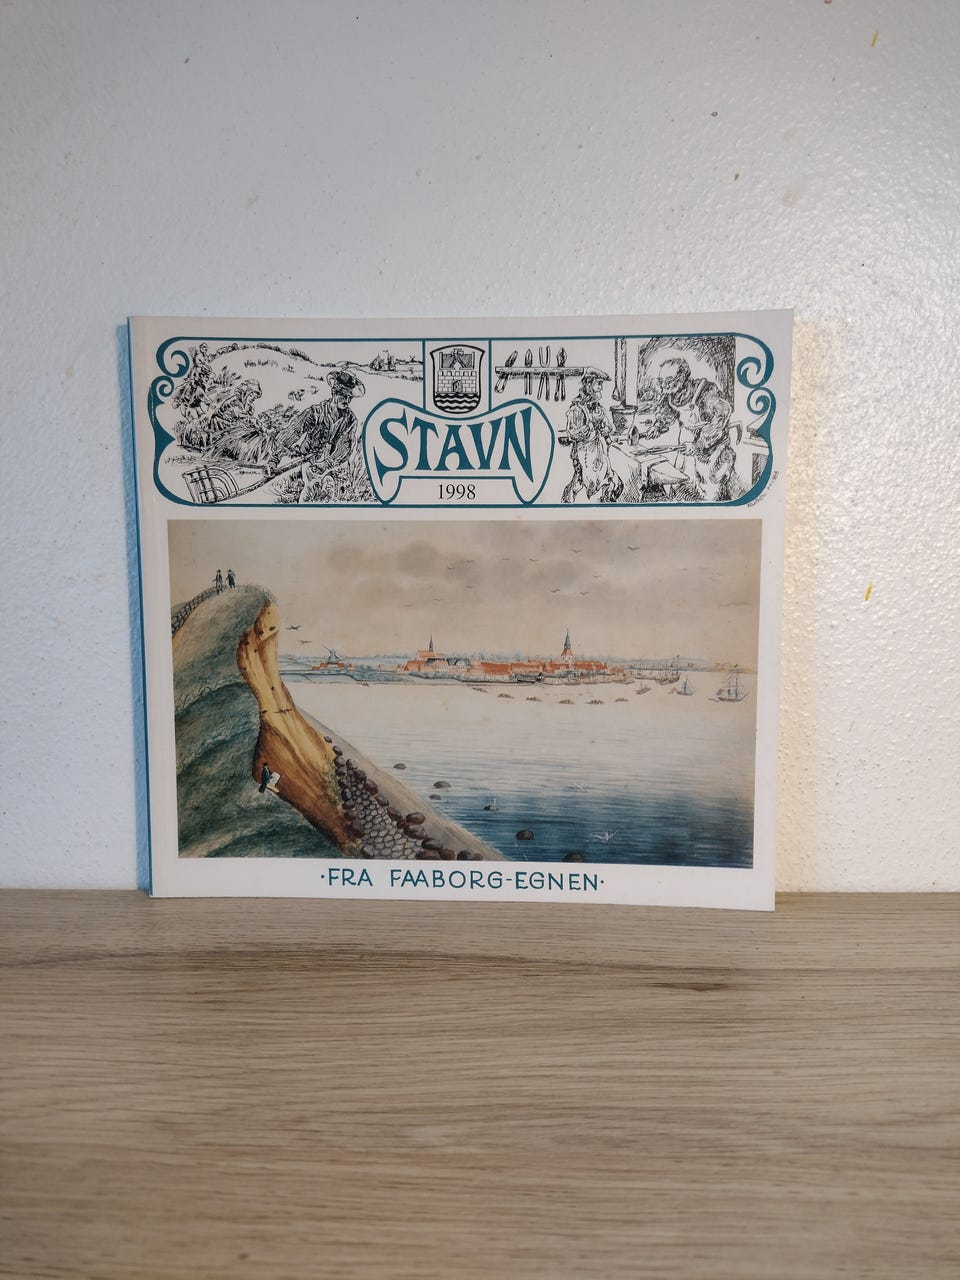 STAVN
1998
·FRA FAABORG-EGNEN·